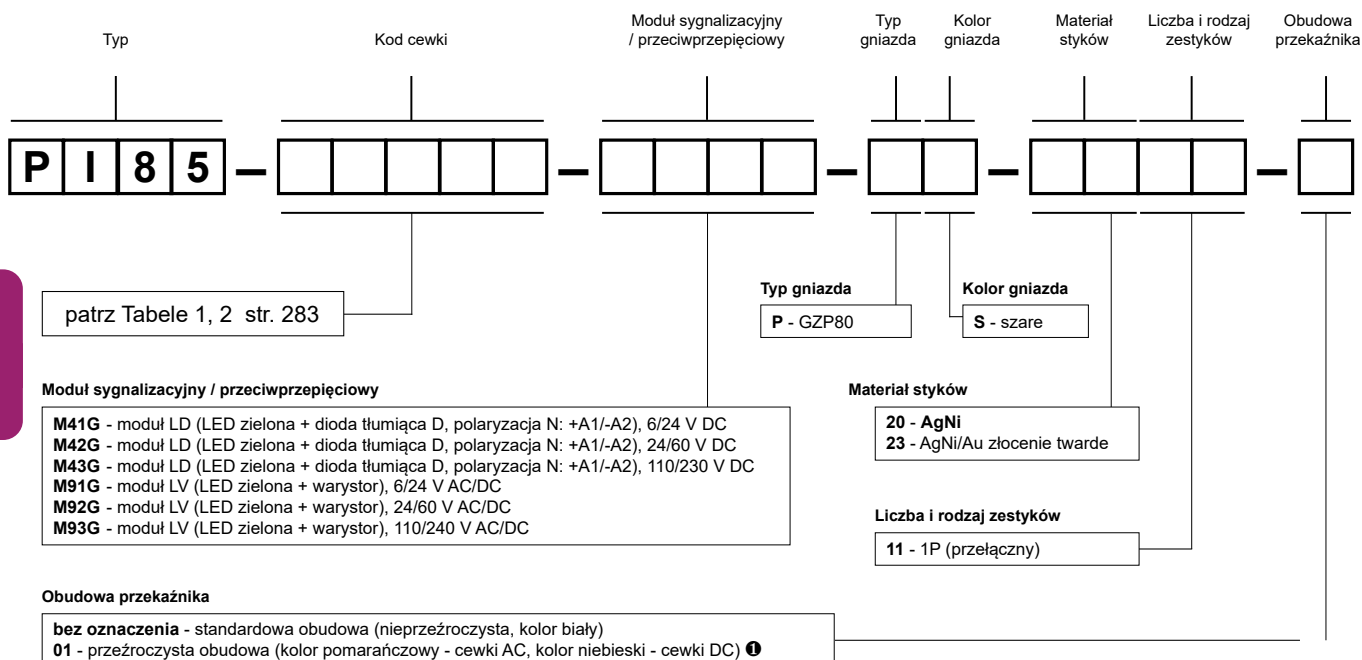 Typ
Kod cewki
Moduł sygnalizacyjny
/ przeciwprzepięciowy
Typ
gniazda
Kolor
gniazda
Materiał
styków
Liczba i rodzaj
zestyków
Obudowa
przekaźnika
P I 8 5 – – – – –
patrz Tabele 1, 2 str. 283
Typ gniazda
P - GZP80
Kolor gniazda
S - szare
Moduł sygnalizacyjny / przeciwprzepięciowy
M41G - moduł LD (LED zielona + dioda tłumiąca D, polaryzacja N: +A1/-A2), 6/24 V DC
M42G - moduł LD (LED zielona + dioda tłumiąca D, polaryzacja N: +A1/-A2), 24/60 V DC
M43G - moduł LD (LED zielona + dioda tłumiąca D, polaryzacja N: +A1/-A2), 110/230 V DC
M91G - moduł LV (LED zielona + warystor), 6/24 V AC/DC
M92G - moduł LV (LED zielona + warystor), 24/60 V AC/DC
M93G - moduł LV (LED zielona + warystor), 110/240 V AC/DC
Materiał styków
20 - AgNi
23 - AgNi/Au złocenie twarde
Liczba i rodzaj zestyków
11 - 1P (przełączny)
Obudowa przekaźnika
bez oznaczenia - standardowa obudowa (nieprzeźroczysta, kolor biały)
01 - przeźroczysta obudowa (kolor pomarańczowy - cewki AC, kolor niebieski - cewki DC) ❶